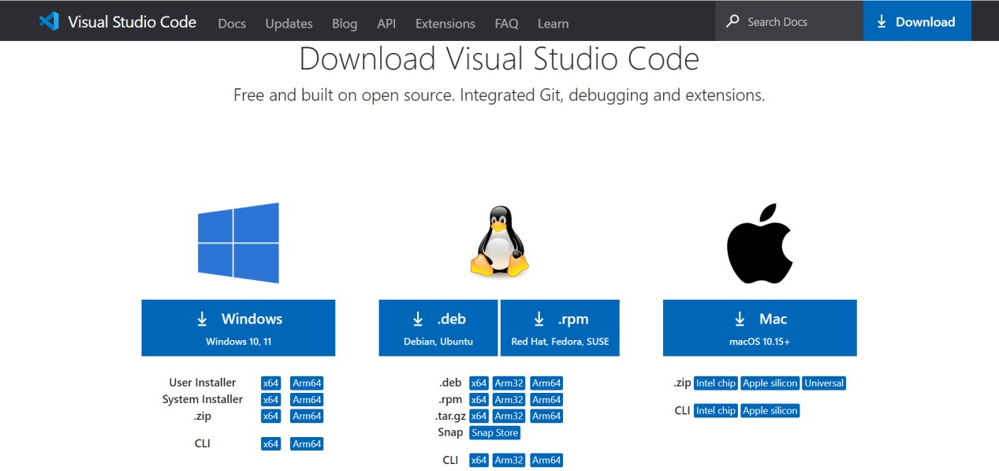 Visual Studio Code Docs Updates Blog API Extensions FAQ Learn Search Docs Download
Download Visual Studio Code
Free and built on open source. Integrated Git, debugging and extensions.
Windows
Windows 10, 11
User Installer x64 Arm64
System Installer x64 Arm64
.zip x64 Arm64
CLI x64 Arm64
.deb
Debian, Ubuntu
.rpm
Red Hat, Fedora, SUSE
.deb x64 Arm32 Arm64
.rpm x64 Arm32 Arm64
.tar.gz x64 Arm32 Arm64
Snap Snap Store
CLI x64 Arm32 Arm64
Mac
macOS 10.15+
.zip Intel chip Apple silicon Universal
CLI Intel chip Apple silicon